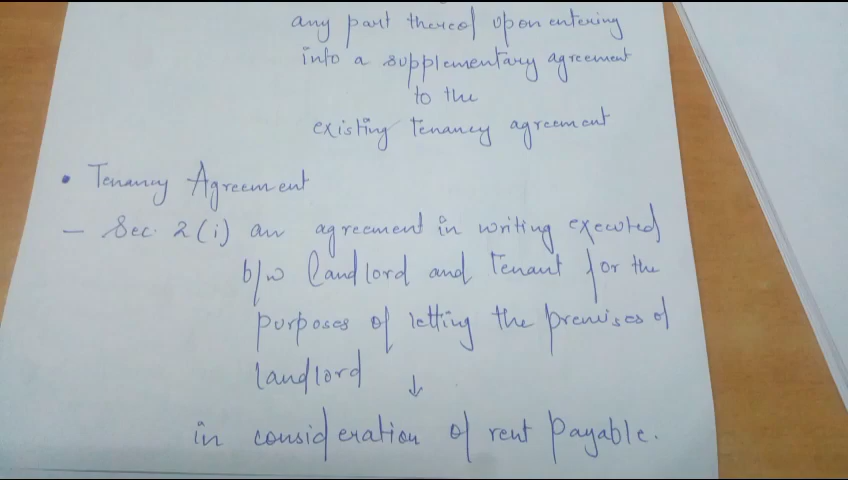 any part thereof upon entering
into a supplementary agreement
to the
existing tenancy agreement
• Tenancy Agreement
– Sec. 2(i) an agreement in writing executed
b/w landlord and tenant for the
purposes of letting the premises of
landlord ↓
in consideration of rent payable.